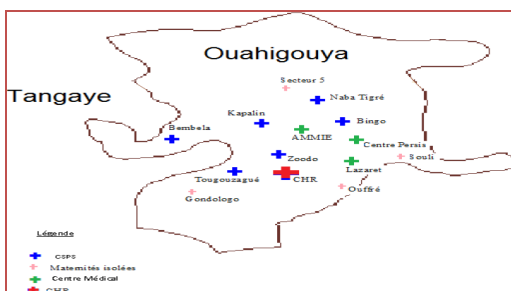 Ouahigouya
Secteur 5
Tangaye
Naba Tigré
Kapalin
Bingo
Bembela
AMMIE
Centre Persis
Zoodo
Souli
Tougouzagué
CHR
Lazaret
Gondologo
Ouffré
Légende
CSPS
Maternités isolées
Centre Médical
CHR